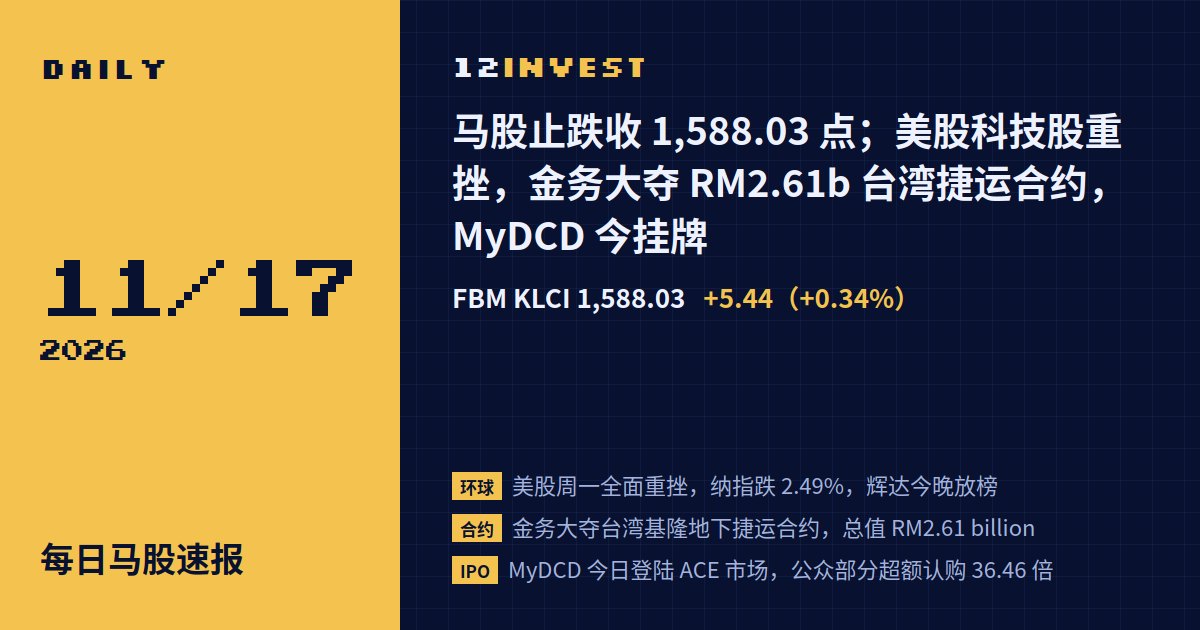 DAILY
11/17
2026
每日马股速报
12INVEST
马股止跌收 1,588.03 点；美股科技股重
挫，金务大夺 RM2.61b 台湾捷运合约，
MyDCD 今挂牌
FBM KLCI 1,588.03 +5.44（+0.34%）
环球 美股周一全面重挫，纳指跌 2.49%，辉达今晚放榜
合约 金务大夺台湾基隆地下捷运合约，总值 RM2.61 billion
IPO MyDCD 今日登陆 ACE 市场，公众部分超额认购 36.46 倍